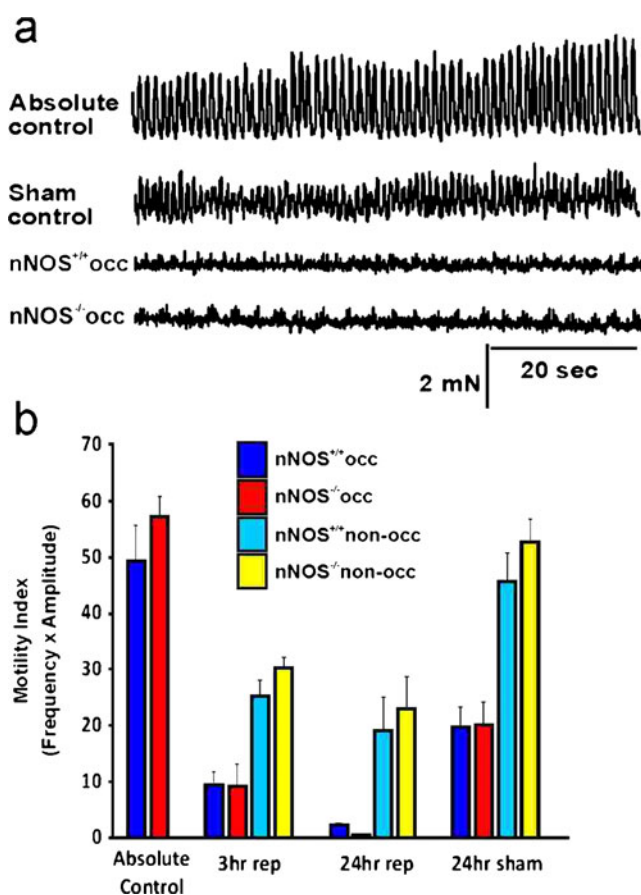 a
Absolute
control
Sham
control
nNOS+/+occ
nNOS-/-occ
2 mN
20 sec
b
Motility Index
(Frequency x Amplitude)
70
60
50
40
30
20
10
0
nNOS+/+occ
nNOS-/-occ
nNOS+/+non-occ
nNOS-/-non-occ
Absolute
Control
3hr rep
24hr rep
24hr sham